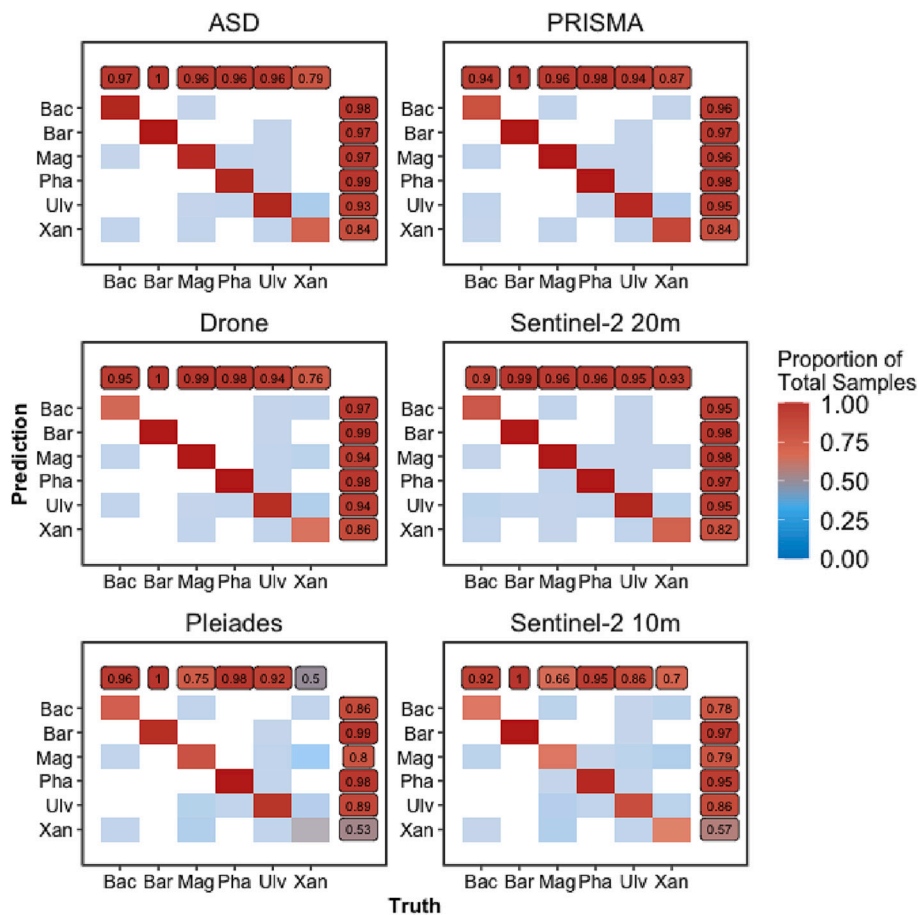 ASD
0.97 1 0.96 0.96 0.96 0.79
Bac 0.98
Bar 0.97
Mag 0.97
Pha 0.99
Ulv 0.93
Xan 0.84
Bac Bar Mag Pha Ulv Xan
PRISMA
0.94 1 0.96 0.98 0.94 0.87
Bac 0.96
Bar 0.97
Mag 0.96
Pha 0.98
Ulv 0.95
Xan 0.84
Bac Bar Mag Pha Ulv Xan
Drone
0.95 1 0.99 0.98 0.94 0.76
Bac 0.97
Bar 0.99
Mag 0.94
Pha 0.98
Ulv 0.94
Xan 0.86
Bac Bar Mag Pha Ulv Xan
Sentinel-2 20m
0.9 0.99 0.96 0.96 0.95 0.93
Bac 0.95
Bar 0.98
Mag 0.98
Pha 0.97
Ulv 0.95
Xan 0.82
Bac Bar Mag Pha Ulv Xan
Pleiades
0.96 1 0.75 0.98 0.92 0.5
Bac 0.86
Bar 0.99
Mag 0.8
Pha 0.98
Ulv 0.89
Xan 0.53
Bac Bar Mag Pha Ulv Xan
Sentinel-2 10m
0.92 1 0.66 0.95 0.86 0.7
Bac 0.78
Bar 0.97
Mag 0.79
Pha 0.95
Ulv 0.86
Xan 0.57
Bac Bar Mag Pha Ulv Xan
Prediction
Truth
Proportion of
Total Samples
1.00
0.75
0.50
0.25
0.00